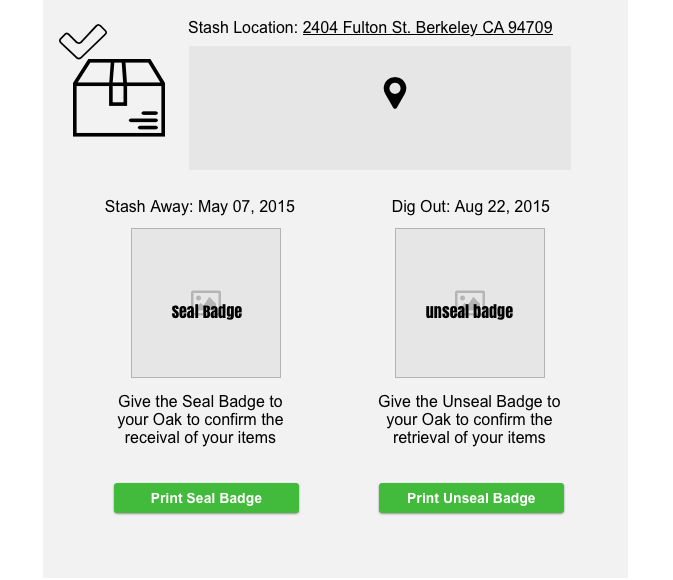 Stash Location: 2404 Fulton St. Berkeley CA 94709
Stash Away: May 07, 2015
Dig Out: Aug 22, 2015
Seal Badge
unseal badge
Give the Seal Badge to
your Oak to confirm the
receival of your items
Give the Unseal Badge to
your Oak to confirm the
retrieval of your items
Print Seal Badge
Print Unseal Badge